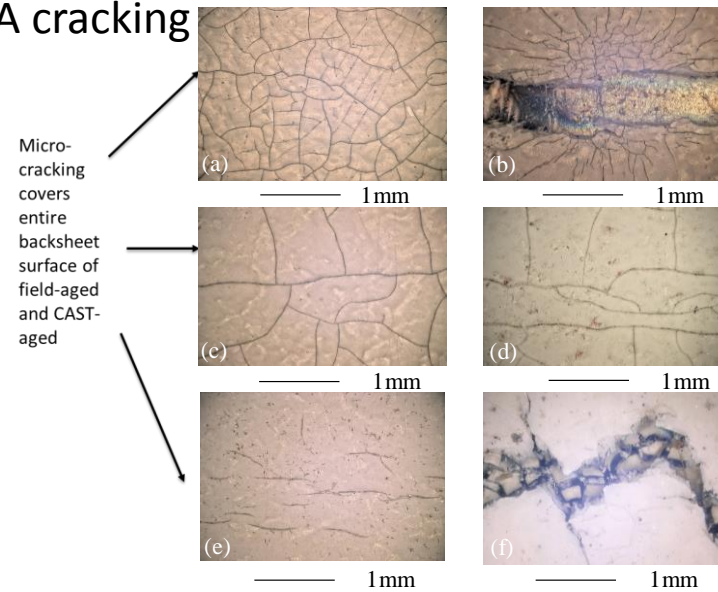 A cracking
Micro-
cracking
covers
entire
backsheet
surface of
field-aged
and CAST-
aged
(a)
(b)
1mm
1mm
(c)
(d)
1mm
1mm
(e)
(f)
1mm
1mm